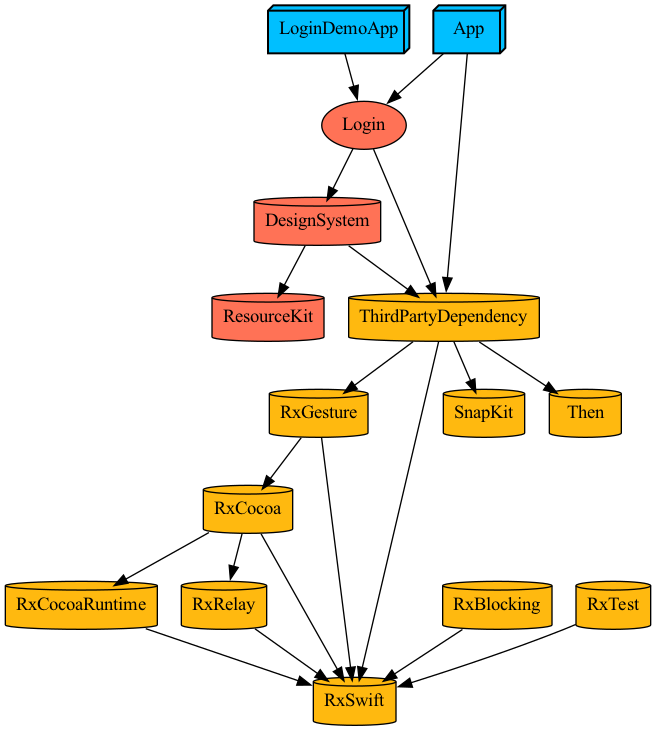 LoginDemoApp
App
Login
DesignSystem
ResourceKit
ThirdPartyDependency
RxGesture
SnapKit
Then
RxCocoa
RxCocoaRuntime
RxRelay
RxBlocking
RxTest
RxSwift